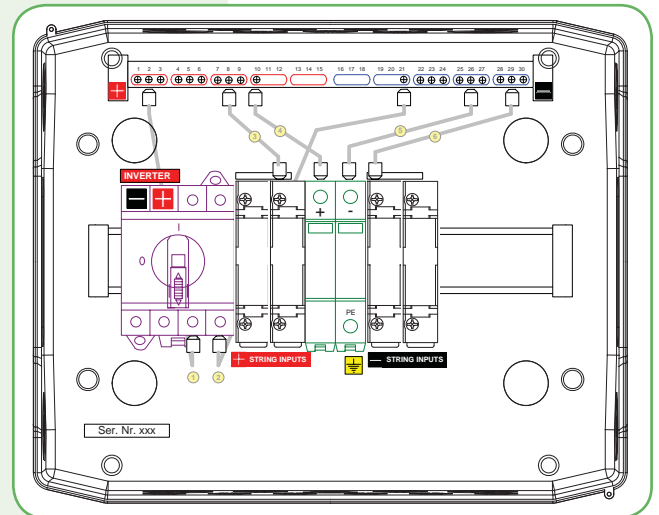 1 2 3 4 5 6 7 8 9 10 11 12 13 14 15 16 17 18 19 20 21 22 23 24 25 26 27 28 29 30
+
3 4 5 6
INVERTER
- +
I
+ -
0
PE
+ STRING INPUTS
- STRING INPUTS
1 2
Ser. Nr. xxx